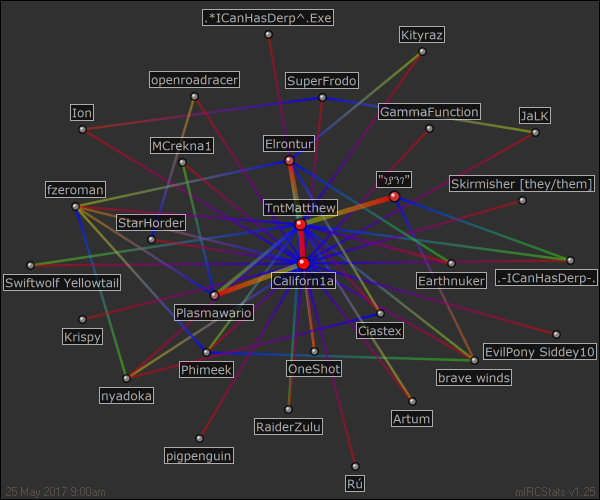 .*ICanHasDerp^.Exe
Kityraz
openroadracer
SuperFrodo
Ion
GammaFunction
JaLK
MCrekna1
Elrontur
fzeroman
Skirmisher [they/them]
TntMatthew
StarHorder
Swiftwolf Yellowtail
Californ1a
Earthnuker
.-ICanHasDerp-.
Plasmawario
Krispy
Ciastex
EvilPony Siddey10
Phimeek
OneShot
brave winds
nyadoka
Artum
RaiderZulu
pigpenguin
Rú
25 May 2017 9:00am
mIRCStats v1.25